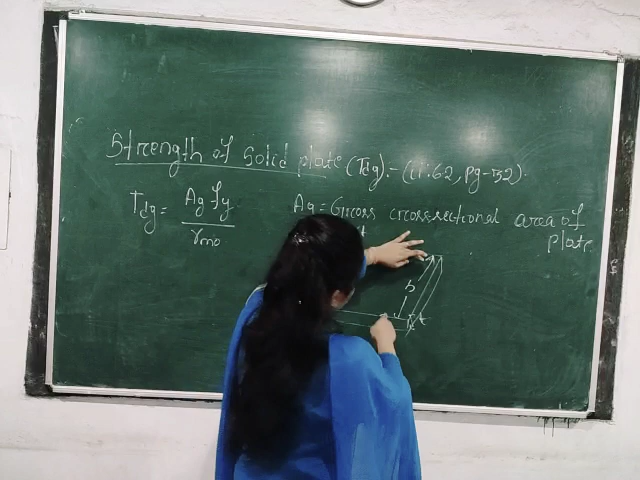 Strength of Solid plate (Tdg):- (cl:6.2, pg-32).
Tdg = Ag fy / γmo
Ag = Gross cross-sectional area of plate
t
b
t